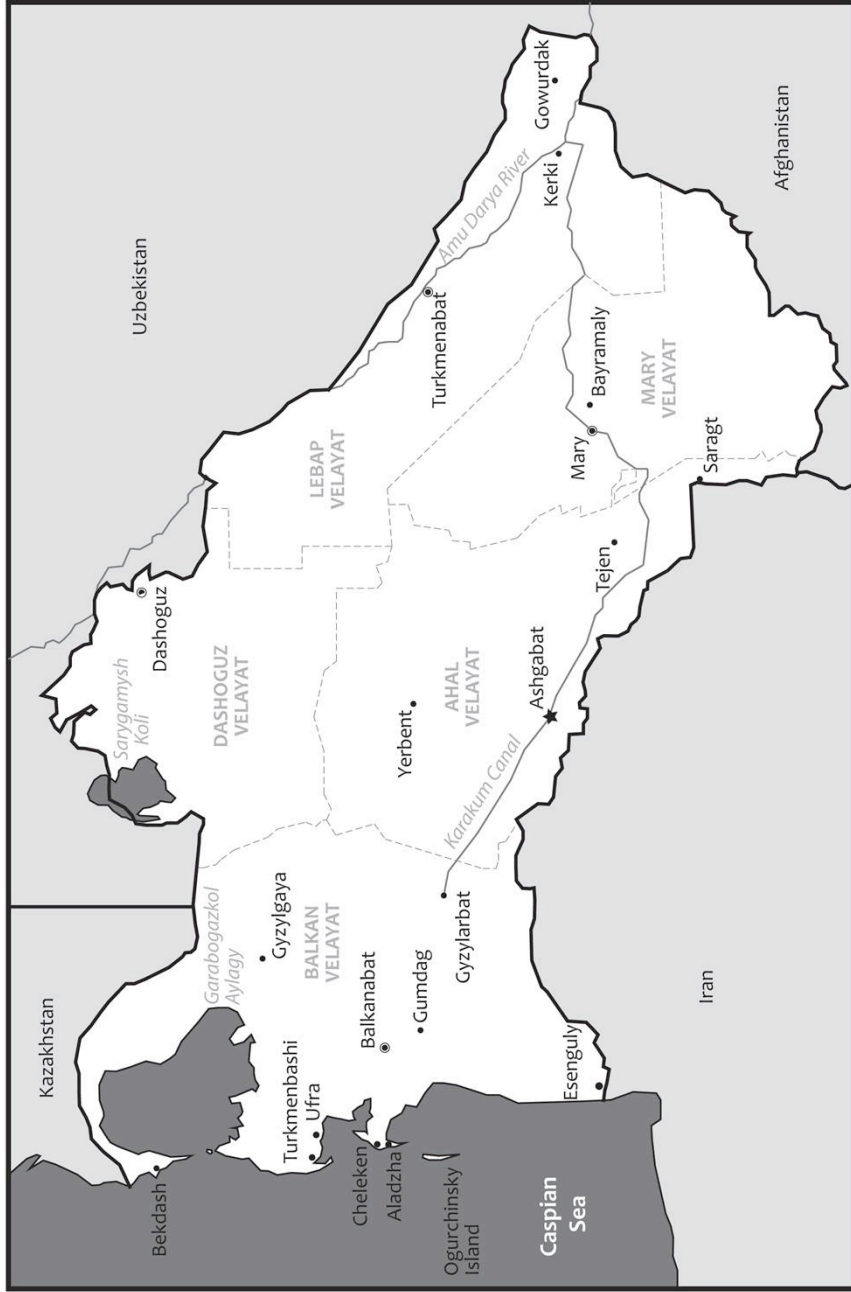 Kazakhstan
Uzbekistan
Bekdash
Garabogazkol
Aylagy
Sarygamysh
Koli
Dashoguz
DASHOGUZ
VELAYAT
LEBAP
VELAYAT
Gyzylgaya
Turkmenbashi
Ufra
BALKAN
VELAYAT
Cheleken
Aladzha
Balkanabat
Gumdag
Yerbent
Turkmenabat
Amu Darya River
Ogurchinsky
Island
Gyzylarbat
Karakum Canal
AHAL
VELAYAT
Ashgabat
Mary
Bayramaly
Kerki
Gowurdak
Caspian
Sea
Esenguly
Tejen
MARY
VELAYAT
Saragt
Iran
Afghanistan